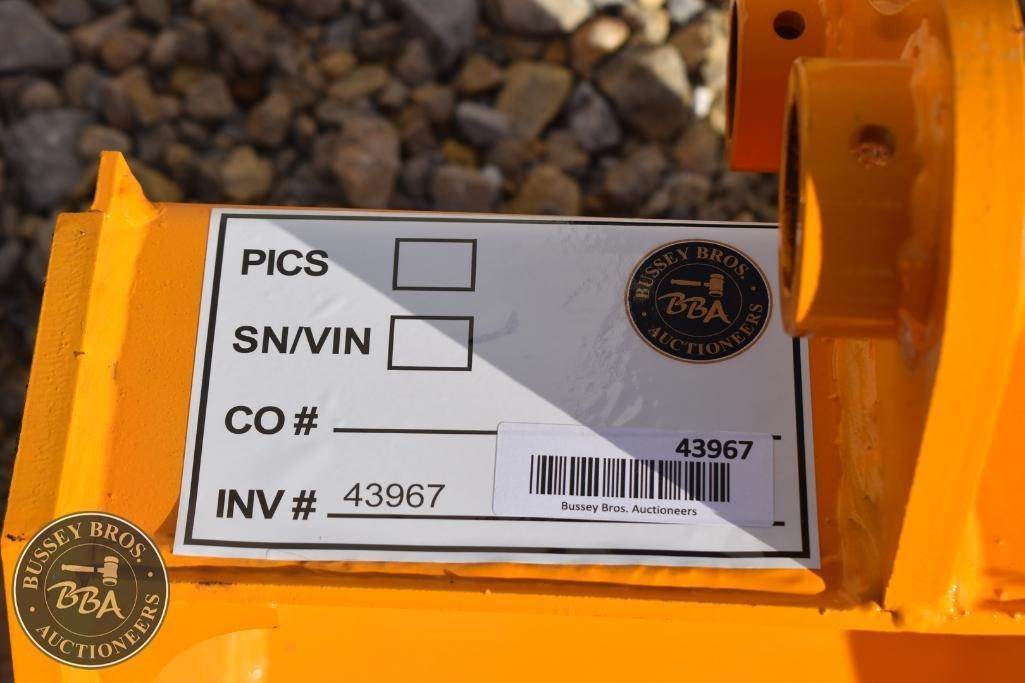 PICS
BUSSEY BROS.
BBA
AUCTIONEERS
SN/VIN
CO #
43967
Bussey Bros. Auctioneers
INV # 43967
BUSSEY BROS.
BBA
AUCTIONEERS